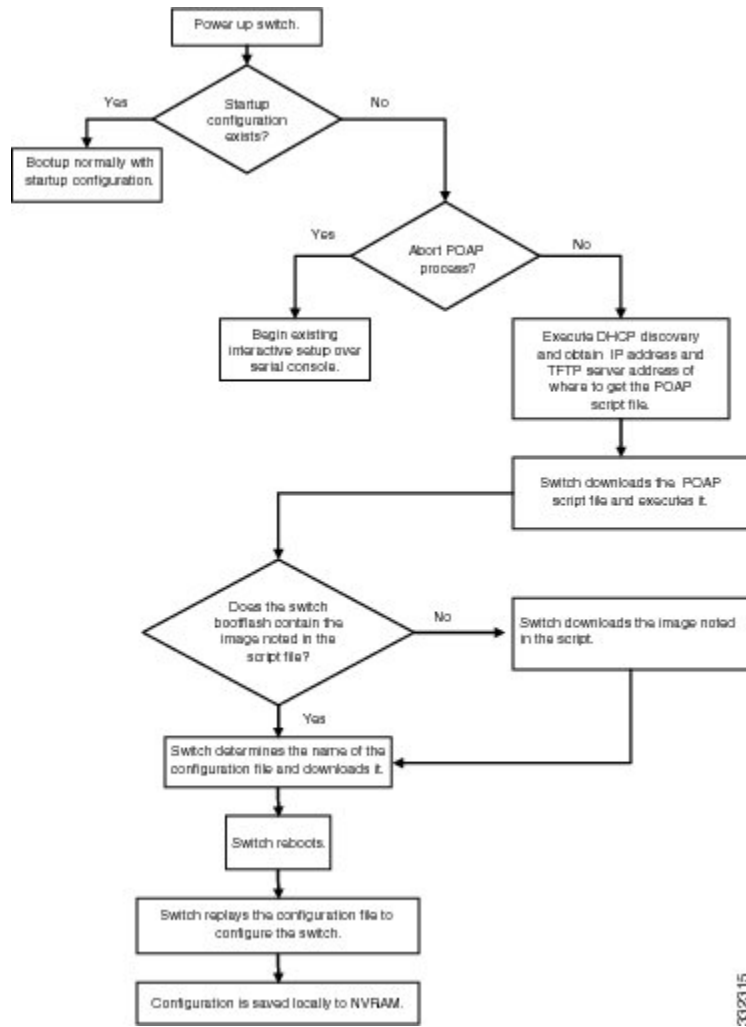 Power up switch.
Yes
No
Startup
configuration
exists?
Bootup normally with
startup configuration.
Yes
No
Abort POAP
process?
Begin existing
interactive setup over
serial console.
Execute DHCP discovery
and obtain IP address and
TFTP server address of
where to get the POAP
script file.
Switch downloads the POAP
script file and executes it.
Does the switch
bootflash contain the
image noted in the
script file?
No
Switch downloads the image noted
in the script.
Yes
Switch determines the name of the
configuration file and downloads it.
Switch reboots.
Switch replays the configuration file to
configure the switch.
Configuration is saved locally to NVRAM.
332315